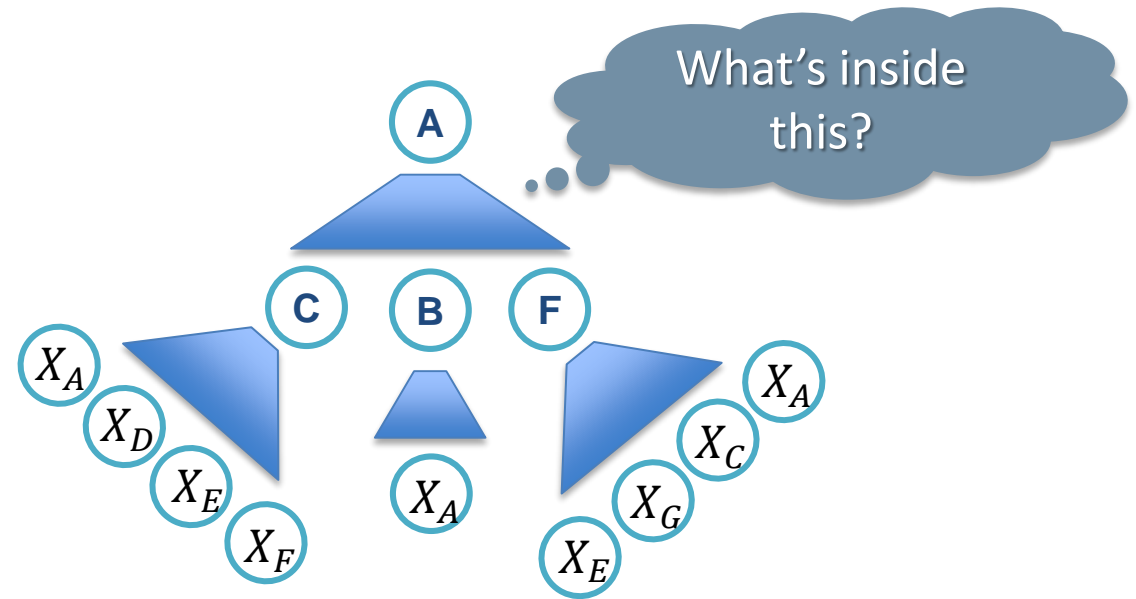 What's inside
this?
A
C
B
F
X_A
X_D
X_E
X_F
X_A
X_A
X_C
X_G
X_E